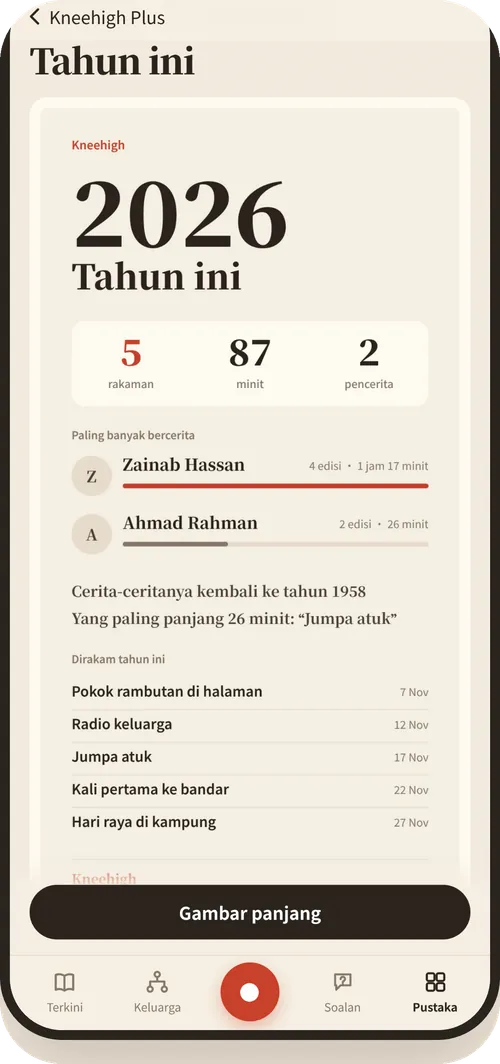 Kneehigh Plus
Tahun ini
Kneehigh
2026
Tahun ini
5 87 2
rakaman minit pencerita
Paling banyak bercerita
Z Zainab Hassan 4 edisi · 1 jam 17 minit
A Ahmad Rahman 2 edisi · 26 minit
Cerita-ceritanya kembali ke tahun 1958
Yang paling panjang 26 minit: “Jumpa atuk”
Dirakam tahun ini
Pokok rambutan di halaman 7 Nov
Radio keluarga 12 Nov
Jumpa atuk 17 Nov
Kali pertama ke bandar 22 Nov
Hari raya di kampung 27 Nov
Kneehigh
Gambar panjang
Terkini Keluarga Soalan Pustaka